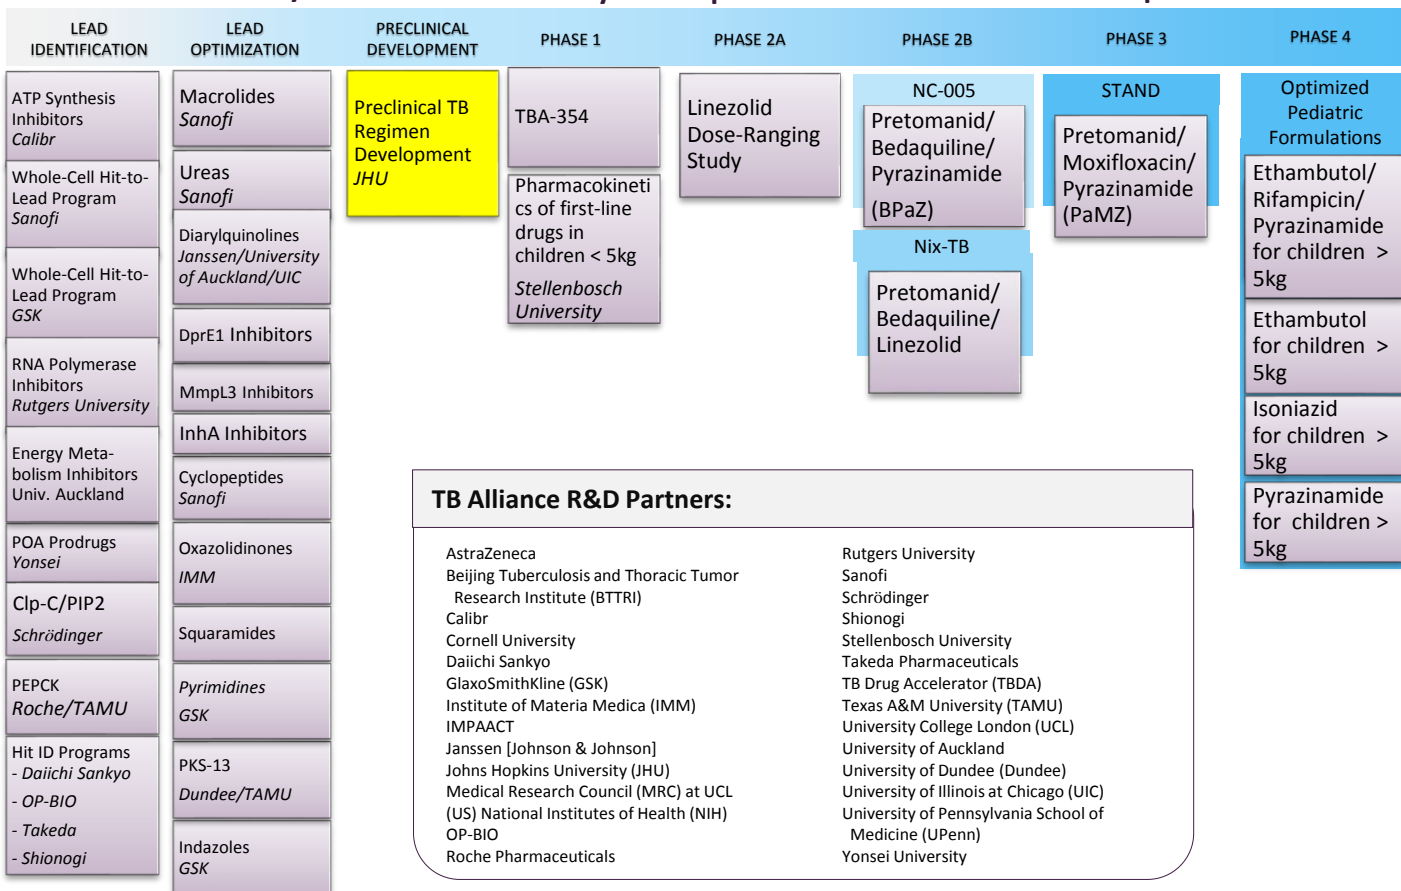 LEAD
IDENTIFICATION
LEAD
OPTIMIZATION
PRECLINICAL
DEVELOPMENT
PHASE 1
PHASE 2A
PHASE 2B
PHASE 3
PHASE 4
ATP Synthesis
Inhibitors
Calibr
Whole-Cell Hit-to-
Lead Program
Sanofi
Whole-Cell Hit-to-
Lead Program
GSK
RNA Polymerase
Inhibitors
Rutgers University
Energy Meta-
bolism Inhibitors
Univ. Auckland
POA Prodrugs
Yonsei
Clp-C/PIP2
Schrödinger
PEPCK
Roche/TAMU
Hit ID Programs
- Daiichi Sankyo
- OP-BIO
- Takeda
- Shionogi
Macrolides
Sanofi
Ureas
Sanofi
Diarylquinolines
Janssen/University
of Auckland/UIC
DprE1 Inhibitors
MmpL3 Inhibitors
InhA Inhibitors
Cyclopeptides
Sanofi
Oxazolidinones
IMM
Squaramides
Pyrimidines
GSK
PKS-13
Dundee/TAMU
Indazoles
GSK
Preclinical TB
Regimen
Development
JHU
TBA-354
Pharmacokineti
cs of first-line
drugs in
children < 5kg
Stellenbosch
University
Linezolid
Dose-Ranging
Study
NC-005
Pretomanid/
Bedaquiline/
Pyrazinamide
(BPaZ)
Nix-TB
Pretomanid/
Bedaquiline/
Linezolid
STAND
Pretomanid/
Moxifloxacin/
Pyrazinamide
(PaMZ)
Optimized
Pediatric
Formulations
Ethambutol/
Rifampicin/
Pyrazinamide
for children >
5kg
Ethambutol
for children >
5kg
Isoniazid
for children >
5kg
Pyrazinamide
for children >
5kg
TB Alliance R&D Partners:
AstraZeneca
Beijing Tuberculosis and Thoracic Tumor
Research Institute (BTTRI)
Calibr
Cornell University
Daiichi Sankyo
GlaxoSmithKline (GSK)
Institute of Materia Medica (IMM)
IMPAACT
Janssen [Johnson & Johnson]
Johns Hopkins University (JHU)
Medical Research Council (MRC) at UCL
(US) National Institutes of Health (NIH)
OP-BIO
Roche Pharmaceuticals
Rutgers University
Sanofi
Schrödinger
Shionogi
Stellenbosch University
Takeda Pharmaceuticals
TB Drug Accelerator (TBDA)
Texas A&M University (TAMU)
University College London (UCL)
University of Auckland
University of Dundee (Dundee)
University of Illinois at Chicago (UIC)
University of Pennsylvania School of
Medicine (UPenn)
Yonsei University